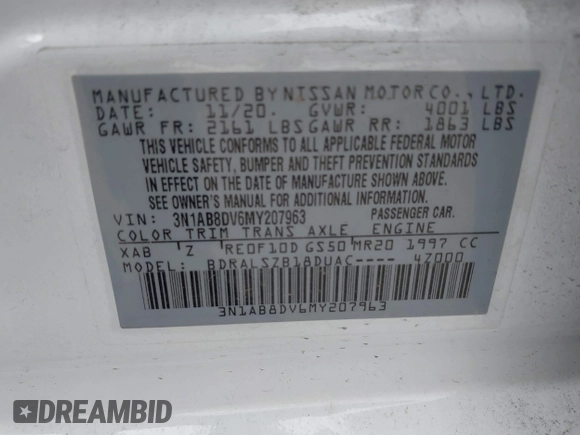 MANUFACTURED BY NISSAN MOTOR CO., LTD.
DATE: 11/20. GVWR: 4001 LBS
GAWR FR: 2161 LBS GAWR RR: 1863 LBS
THIS VEHICLE CONFORMS TO ALL APPLICABLE FEDERAL MOTOR
VEHICLE SAFETY, BUMPER AND THEFT PREVENTION STANDARDS
IN EFFECT ON THE DATE OF MANUFACTURE SHOWN ABOVE.
SEE OWNER'S MANUAL FOR ADDITIONAL INFORMATION
VIN: 3N1AB8DV6MY207963 PASSENGER CAR.
COLOR TRIM TRANS AXLE ENGINE
XAB Z RE0F10D GS50 MR20 1997 CC
MODEL: BDRALSZB18DUAC---- 4Z000
3N1AB8DV6MY207963
DREAMBID